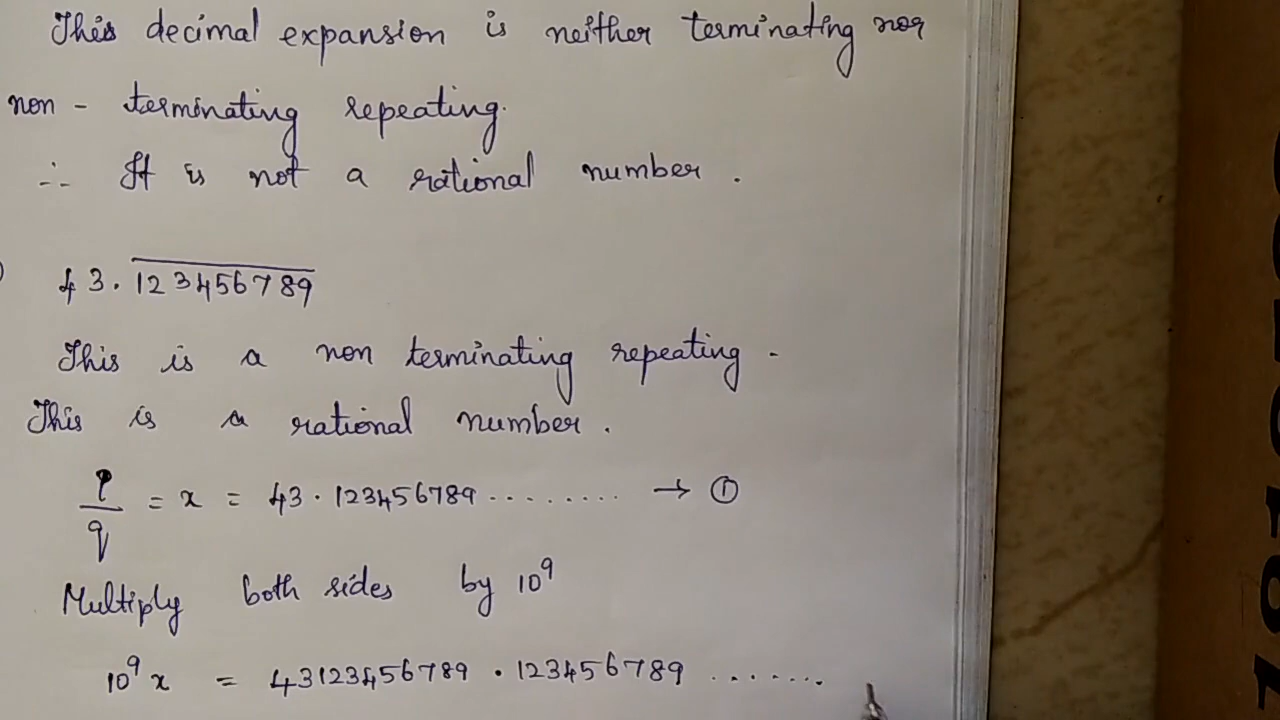 This decimal expansion is neither terminating nor
non - terminating repeating.
∴ It is not a rational number.
) 43.\overline{123456789}
This is a non terminating repeating.
This is a rational number.
p/q = x = 43.123456789........ → ①
Multiply both sides by 10⁹
10⁹ x = 43123456789.123456789.......